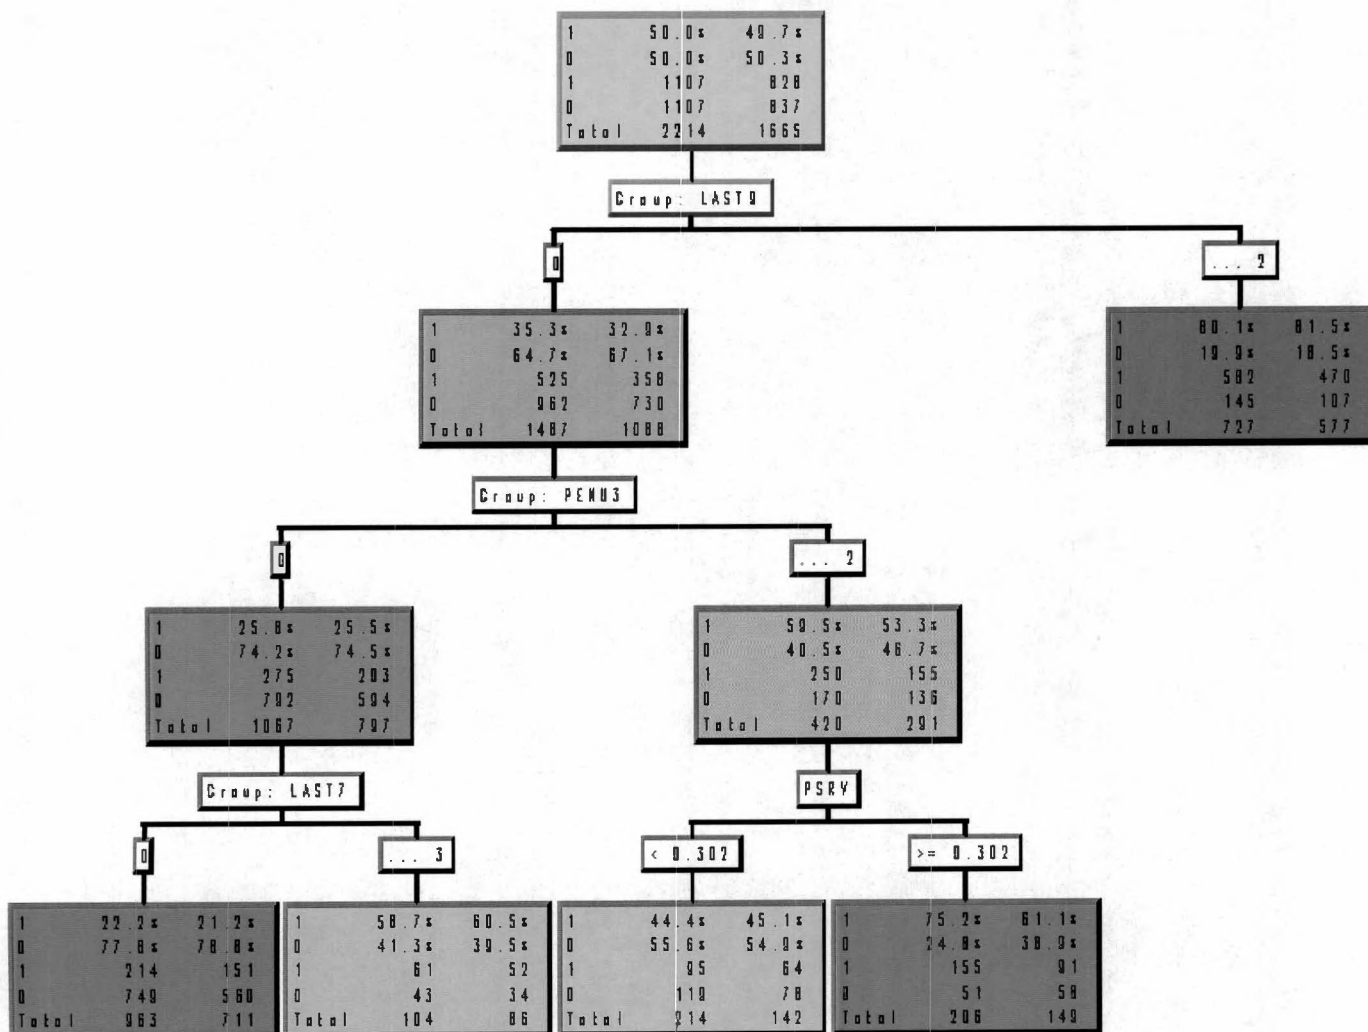 1 50.0% 49.7%
0 50.0% 50.3%
1 1107 828
0 1107 837
Total 2214 1665
Group: LAST9
0
... 2
1 35.3% 32.9%
0 64.7% 67.1%
1 525 358
0 962 730
Total 1487 1088
1 80.1% 81.5%
0 19.9% 18.5%
1 582 470
0 145 107
Total 727 577
Group: PENU3
0
... 2
1 25.8% 25.5%
0 74.2% 74.5%
1 275 203
0 792 594
Total 1067 797
1 59.5% 53.3%
0 40.5% 46.7%
1 250 155
0 170 136
Total 420 291
Group: LAST7
PSRY
0
... 3
< 0.302
>= 0.302
1 22.2% 21.2%
0 77.8% 78.8%
1 214 151
0 749 560
Total 963 711
1 58.7% 60.5%
0 41.3% 39.5%
1 61 52
0 43 34
Total 104 86
1 44.4% 45.1%
0 55.6% 54.9%
1 95 64
0 119 78
Total 214 142
1 75.2% 61.1%
0 24.8% 38.9%
1 155 91
0 51 58
Total 206 149